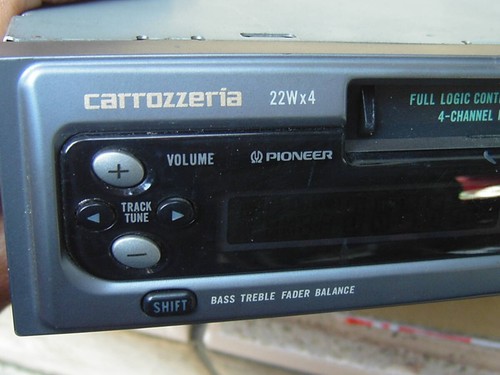 carrozzeria 22Wx4
FULL LOGIC CONT
4-CHANNEL
+ VOLUME
PIONEER
TRACK
TUNE
−
SHIFT BASS TREBLE FADER BALANCE